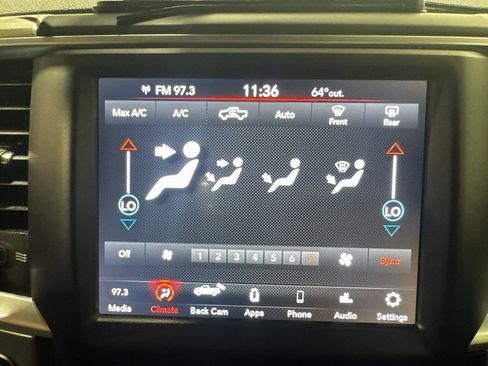 FM 97.3 11:36 64°out.
Max A/C A/C Auto Front Rear
LO LO
Off 1 2 3 4 5 6 7 Sync
97.3
Media Climate Back Cam Apps Phone Audio Settings